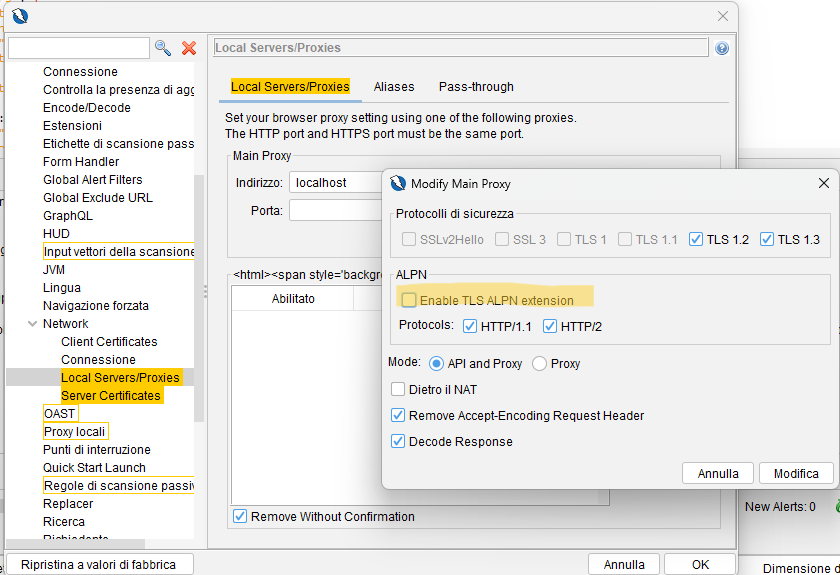 Local Servers/Proxies
Connessione
Controlla la presenza di agg
Encode/Decode
Estensioni
Etichette di scansione pass
Form Handler
Global Alert Filters
Global Exclude URL
GraphQL
HUD
Input vettori della scansione
JVM
Lingua
Navigazione forzata
Network
Client Certificates
Connessione
Local Servers/Proxies
Server Certificates
OAST
Proxy locali
Punti di interruzione
Quick Start Launch
Regole di scansione passiv
Replacer
Ricerca
Local Servers/Proxies Aliases Pass-through
Set your browser proxy setting using one of the following proxies.
The HTTP port and HTTPS port must be the same port.
Main Proxy
Indirizzo: localhost
Porta:
<html><span style='backgr
Abilitato
Remove Without Confirmation
Modify Main Proxy
Protocolli di sicurezza
SSLv2Hello SSL 3 TLS 1 TLS 1.1 TLS 1.2 TLS 1.3
ALPN
Enable TLS ALPN extension
Protocols: HTTP/1.1 HTTP/2
Mode: API and Proxy Proxy
Dietro il NAT
Remove Accept-Encoding Request Header
Decode Response
Annulla Modifica
New Alerts: 0
Ripristina a valori di fabbrica Annulla OK
Dimensione d